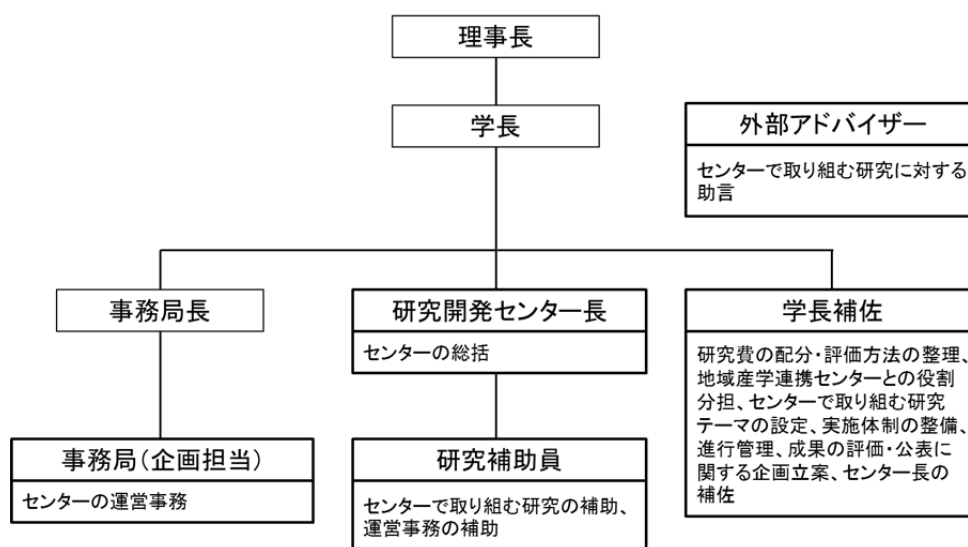 理事長
学長
外部アドバイザー
センターで取り組む研究に対する
助言
事務局長
研究開発センター長
センターの総括
学長補佐
研究費の配分・評価方法の整理、
地域産学連携センターとの役割
分担、センターで取り組む研究
テーマの設定、実施体制の整備、
進行管理、成果の評価・公表に
関する企画立案、センター長の
補佐
事務局(企画担当)
センターの運営事務
研究補助員
センターで取り組む研究の補助、
運営事務の補助